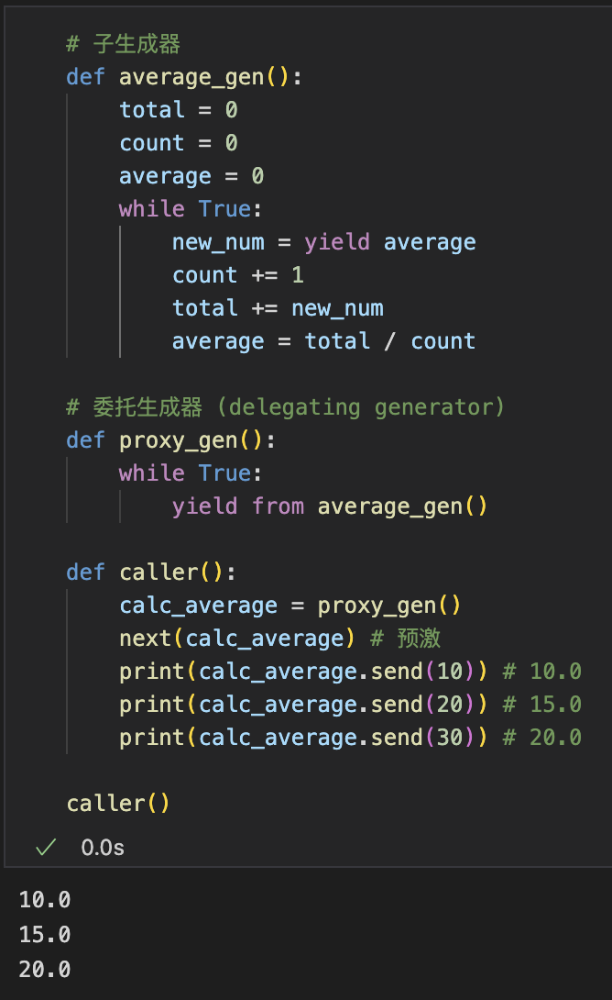 # 子生成器
def average_gen():
    total = 0
    count = 0
    average = 0
    while True:
        new_num = yield average
        count += 1
        total += new_num
        average = total / count
# 委托生成器 (delegating generator)
def proxy_gen():
    while True:
        yield from average_gen()
def caller():
    calc_average = proxy_gen()
    next(calc_average) # 预激
    print(calc_average.send(10)) # 10.0
    print(calc_average.send(20)) # 15.0
    print(calc_average.send(30)) # 20.0
caller()
0.0s
10.0
15.0
20.0